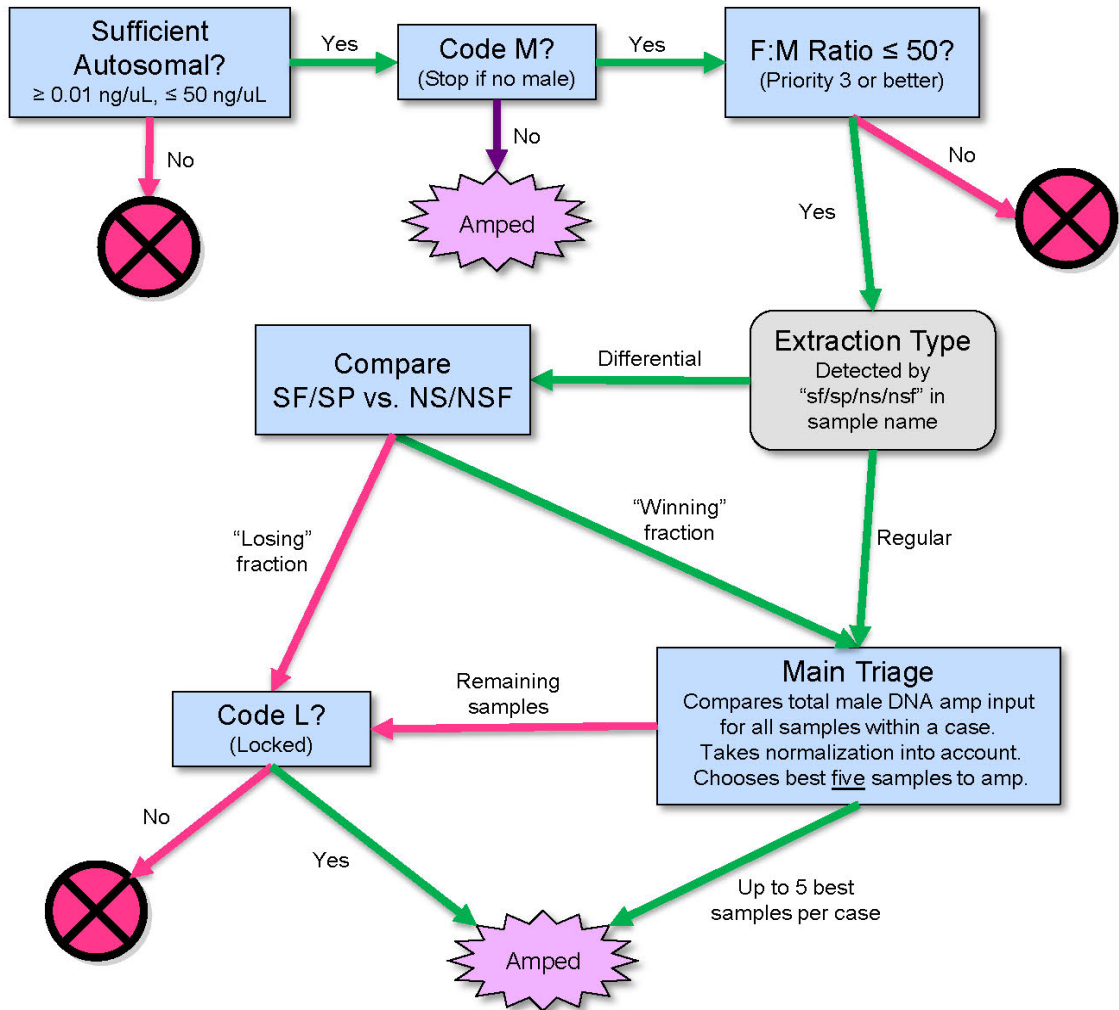 Sufficient
Autosomal?
≥ 0.01 ng/uL, ≤ 50 ng/uL
Yes
Code M?
(Stop if no male)
Yes
F:M Ratio ≤ 50?
(Priority 3 or better)
No
No
No
Yes
Amped
Compare
SF/SP vs. NS/NSF
Differential
Extraction Type
Detected by
“sf/sp/ns/nsf” in
sample name
“Losing”
fraction
“Winning”
fraction
Regular
Code L?
(Locked)
Remaining
samples
Main Triage
Compares total male DNA amp input
for all samples within a case.
Takes normalization into account.
Chooses best five samples to amp.
No
Yes
Up to 5 best
samples per case
Amped